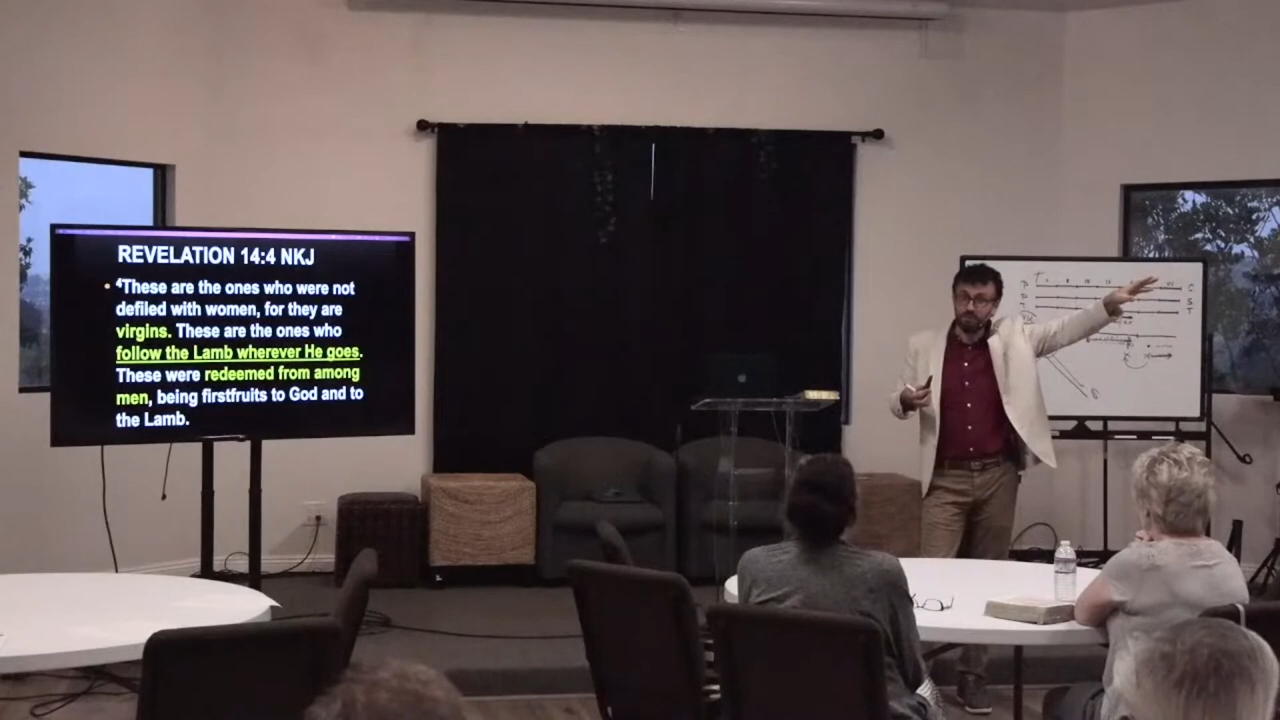 REVELATION 14:4 NKJ
• ⁴These are the ones who were not
defiled with women, for they are
virgins. These are the ones who
follow the Lamb wherever He goes.
These were redeemed from among
men, being firstfruits to God and to
the Lamb.